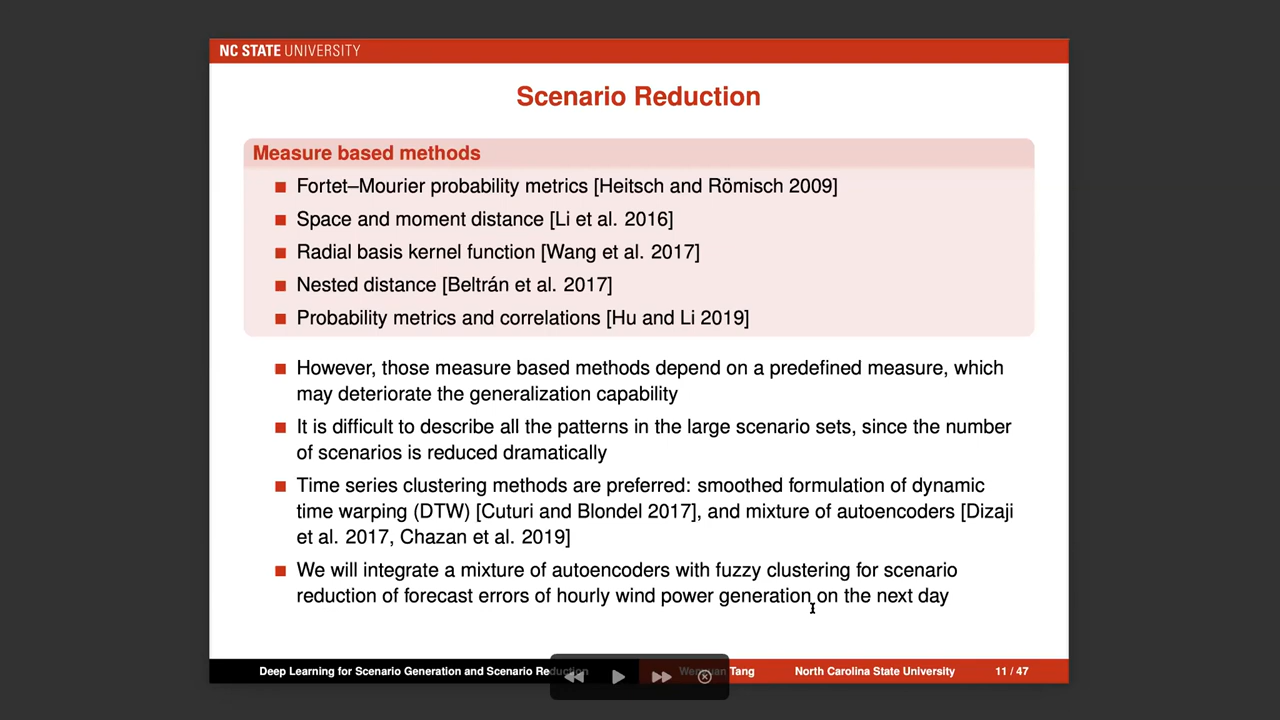 NC STATE UNIVERSITY
Scenario Reduction
Measure based methods
Fortet–Mourier probability metrics [Heitsch and Römisch 2009]
Space and moment distance [Li et al. 2016]
Radial basis kernel function [Wang et al. 2017]
Nested distance [Beltrán et al. 2017]
Probability metrics and correlations [Hu and Li 2019]
However, those measure based methods depend on a predefined measure, which
may deteriorate the generalization capability
It is difficult to describe all the patterns in the large scenario sets, since the number
of scenarios is reduced dramatically
Time series clustering methods are preferred: smoothed formulation of dynamic
time warping (DTW) [Cuturi and Blondel 2017], and mixture of autoencoders [Dizaji
et al. 2017, Chazan et al. 2019]
We will integrate a mixture of autoencoders with fuzzy clustering for scenario
reduction of forecast errors of hourly wind power generation on the next day
Deep Learning for Scenario Generation and Scenario Reduction Tang North Carolina State University 11 / 47